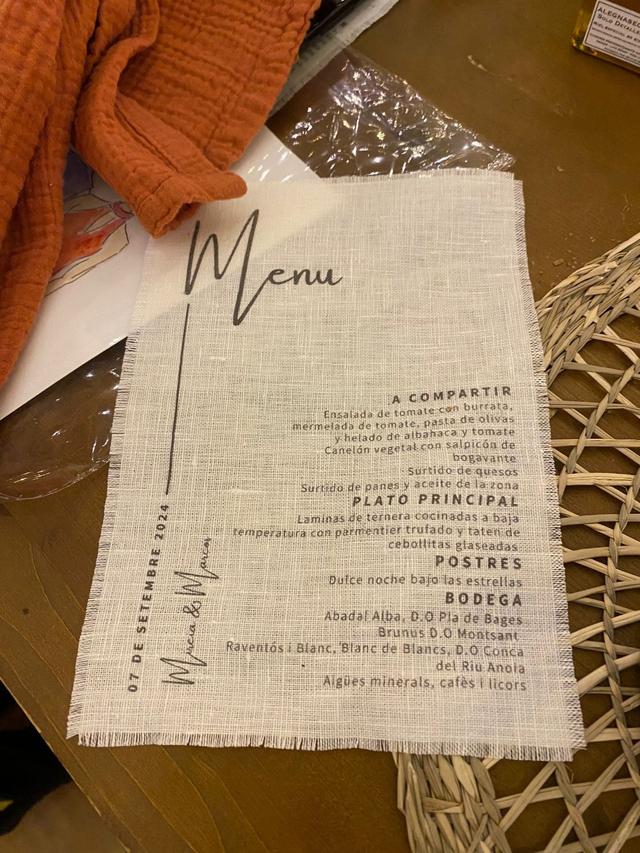 ALEGNASE
SOLO DETALLE
Menu
A COMPARTIR
Ensalada de tomate con burrata,
mermelada de tomate, pasta de olivas
y helado de albahaca y tomate
Canelón vegetal con salpicón de
bogavante
Surtido de quesos
Surtido de panes y aceite de la zona
PLATO PRINCIPAL
Laminas de ternera cocinadas a baja
temperatura con parmentier trufado y taten de
cebollitas glaseadas
POSTRES
Dulce noche bajo las estrellas
BODEGA
Abadal Alba, D.O Pla de Bages
Brunus D.O Montsant
Raventós i Blanc, Blanc de Blancs, D.O Conca
del Riu Anoia
Aigües minerals, cafès i licors
07 DE SETEMBRE 2024
Mireia & Marcos